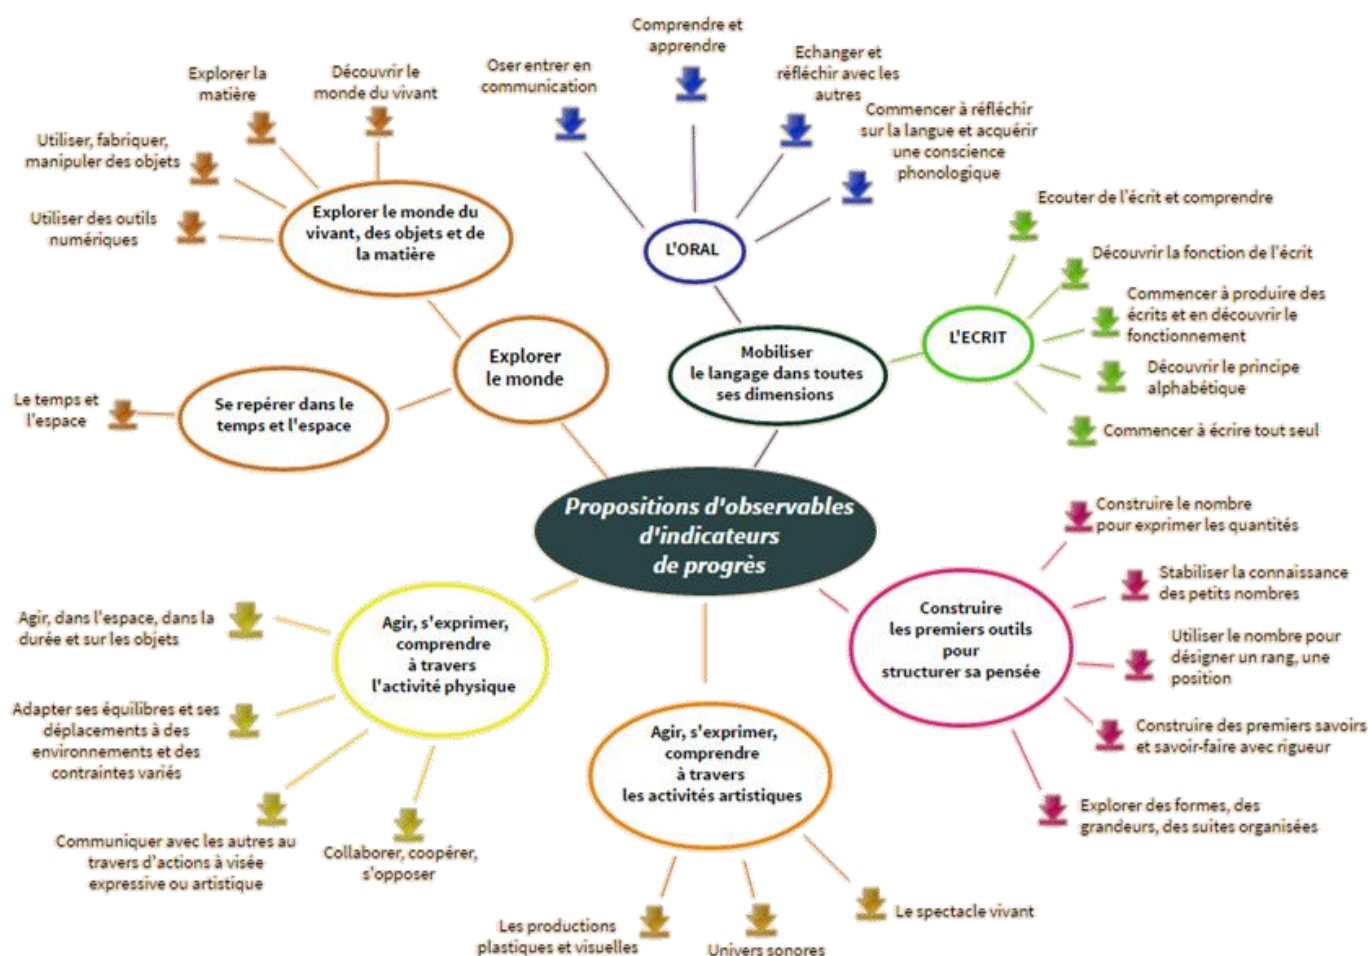 Comprendre et
apprendre
Oser entrer en
communication
Echanger et
réfléchir avec les
autres
Commencer à réfléchir
sur la langue et acquérir
une conscience
phonologique
Explorer la
matière
Découvrir le
monde du vivant
Utiliser, fabriquer,
manipuler des objets
Utiliser des outils
numériques
Explorer le monde du
vivant, des objets et de
la matière
L'ORAL
Ecouter de l'écrit et comprendre
Découvrir la fonction de l'écrit
Commencer à produire des
écrits et en découvrir le
fonctionnement
L'ECRIT
Découvrir le principe
alphabétique
Commencer à écrire tout seul
Explorer
le monde
Mobiliser
le langage dans toutes
ses dimensions
Le temps et
l'espace
Se repérer dans le
temps et l'espace
Propositions d'observables
d'indicateurs
de progrès
Construire le nombre
pour exprimer les quantités
Stabiliser la connaissance
des petits nombres
Utiliser le nombre pour
désigner un rang, une
position
Construire des premiers savoirs
et savoir-faire avec rigueur
Explorer des formes, des
grandeurs, des suites organisées
Construire
les premiers outils
pour
structurer sa pensée
Agir, s'exprimer,
comprendre
à travers
l'activité physique
Agir, dans l'espace, dans la
durée et sur les objets
Adapter ses équilibres et ses
déplacements à des
environnements et des
contraintes variés
Communiquer avec les autres au
travers d'actions à visée
expressive ou artistique
Collaborer, coopérer,
s'opposer
Agir, s'exprimer,
comprendre
à travers
les activités artistiques
Les productions
plastiques et visuelles
Univers sonores
Le spectacle vivant